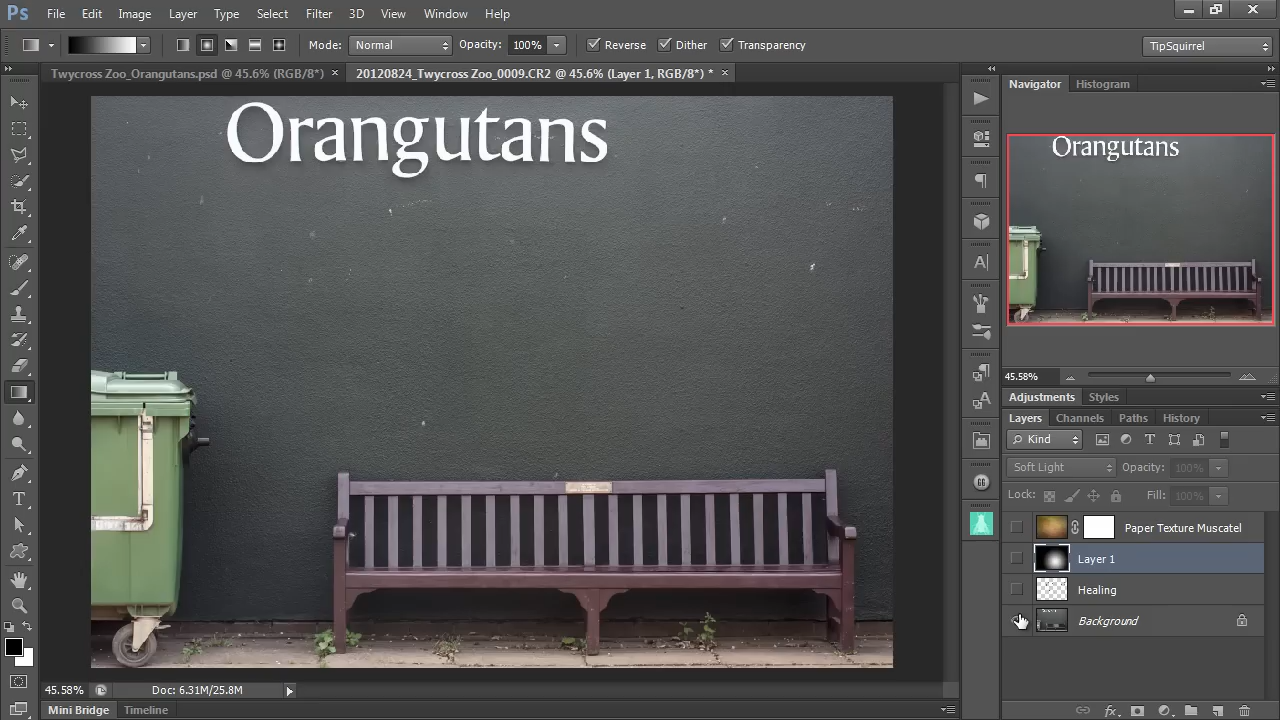 Ps File Edit Image Layer Type Select Filter 3D View Window Help
Mode: Normal Opacity: 100% Reverse Dither Transparency TipSquirrel
Twycross Zoo_Orangutans.psd @ 45.6% (RGB/8*) × 20120824_Twycross Zoo_0009.CR2 @ 45.6% (Layer 1, RGB/8*) * ×
Navigator Histogram
Orangutans
Orangutans
45.58%
Adjustments Styles
Layers Channels Paths History
Kind
Soft Light Opacity: 100%
Lock: Fill: 100%
Paper Texture Muscatel
Layer 1
Healing
Background
45.58% Doc: 6.31M/25.8M
Mini Bridge Timeline